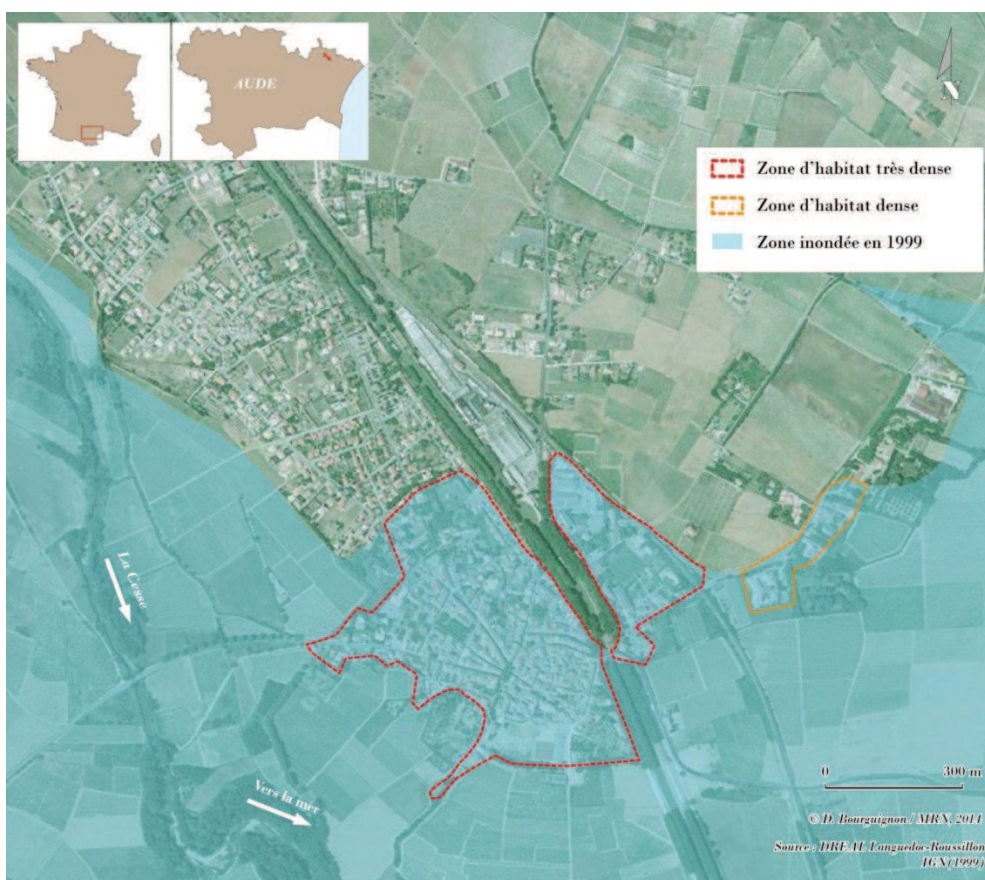 AUDE
N
Zone d'habitat très dense
Zone d'habitat dense
Zone inondée en 1999
La Cesse
Vers la mer
0 300 m
© D. Bourguignon / MRN, 2014
Source : DREAL Languedoc-Roussillon
IGN(1999)